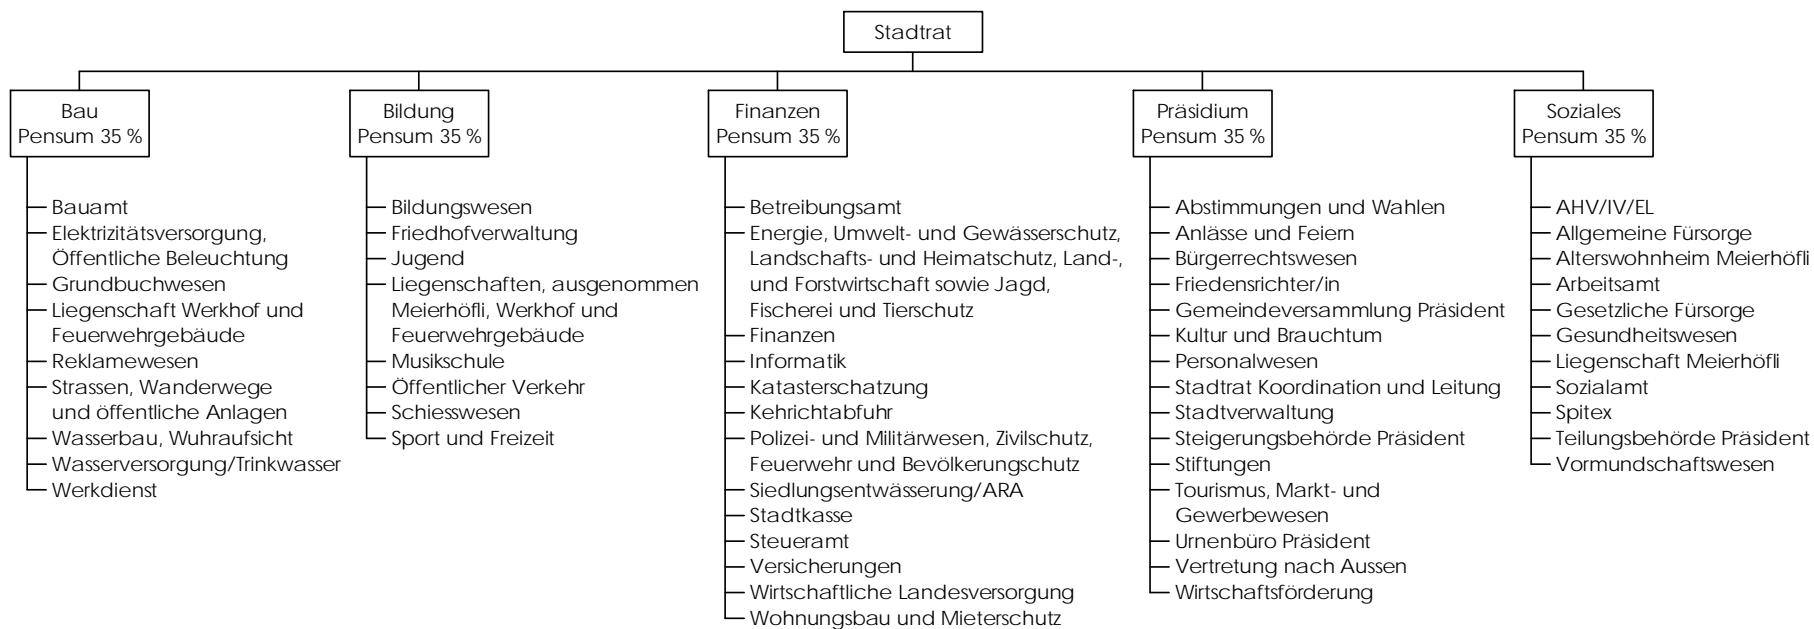 Stadtrat
Bau
Pensum 35 %
Bauamt
Elektrizitätsversorgung,
Öffentliche Beleuchtung
Grundbuchwesen
Liegenschaft Werkhof und
Feuerwehrgebäude
Reklamewesen
Strassen, Wanderwege
und öffentliche Anlagen
Wasserbau, Wuhraufsicht
Wasserversorgung/Trinkwasser
Werkdienst
Bildung
Pensum 35 %
Bildungswesen
Friedhofverwaltung
Jugend
Liegenschaften, ausgenommen
Meierhöfli, Werkhof und
Feuerwehrgebäude
Musikschule
Öffentlicher Verkehr
Schiesswesen
Sport und Freizeit
Finanzen
Pensum 35 %
Betreibungsamt
Energie, Umwelt- und Gewässerschutz,
Landschafts- und Heimatschutz, Land-,
und Forstwirtschaft sowie Jagd,
Fischerei und Tierschutz
Finanzen
Informatik
Katasterschatzung
Kehrichtabfuhr
Polizei- und Militärwesen, Zivilschutz,
Feuerwehr und Bevölkerungschutz
Siedlungsentwässerung/ARA
Stadtkasse
Steueramt
Versicherungen
Wirtschaftliche Landesversorgung
Wohnungsbau und Mieterschutz
Präsidium
Pensum 35 %
Abstimmungen und Wahlen
Anlässe und Feiern
Bürgerrechtswesen
Friedensrichter/in
Gemeindeversammlung Präsident
Kultur und Brauchtum
Personalwesen
Stadtrat Koordination und Leitung
Stadtverwaltung
Steigerungsbehörde Präsident
Stiftungen
Tourismus, Markt- und
Gewerbewesen
Urnenbüro Präsident
Vertretung nach Aussen
Wirtschaftsförderung
Soziales
Pensum 35 %
AHV/IV/EL
Allgemeine Fürsorge
Alterswohnheim Meierhöfli
Arbeitsamt
Gesetzliche Fürsorge
Gesundheitswesen
Liegenschaft Meierhöfli
Sozialamt
Spitex
Teilungsbehörde Präsident
Vormundschaftswesen